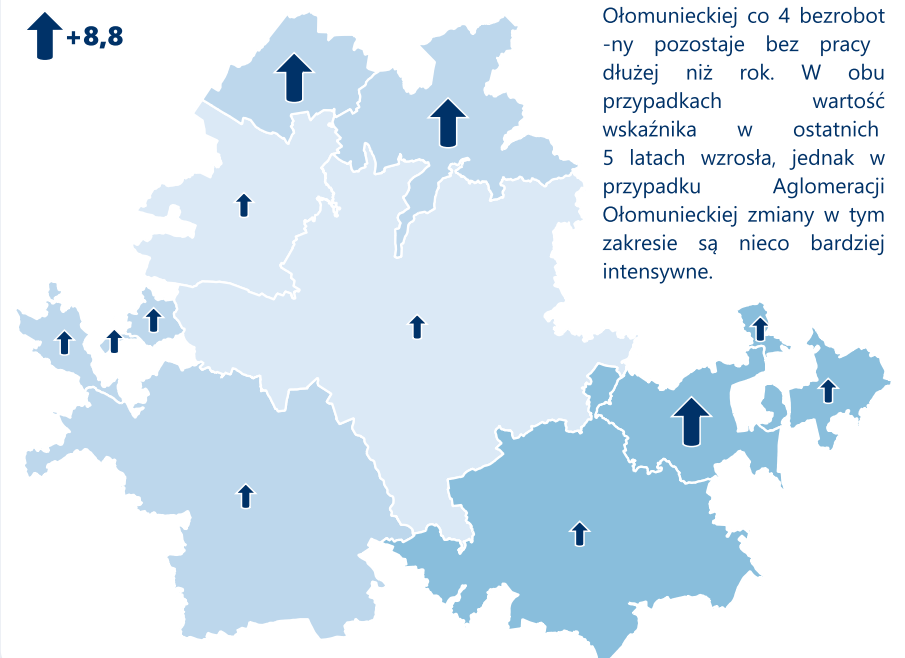 +8,8
Ołomunieckiej co 4 bezrobot
-ny pozostaje bez pracy
dłużej niż rok. W obu
przypadkach wartość
wskaźnika w ostatnich
5 latach wzrosła, jednak w
przypadku Aglomeracji
Ołomunieckiej zmiany w tym
zakresie są nieco bardziej
intensywne.